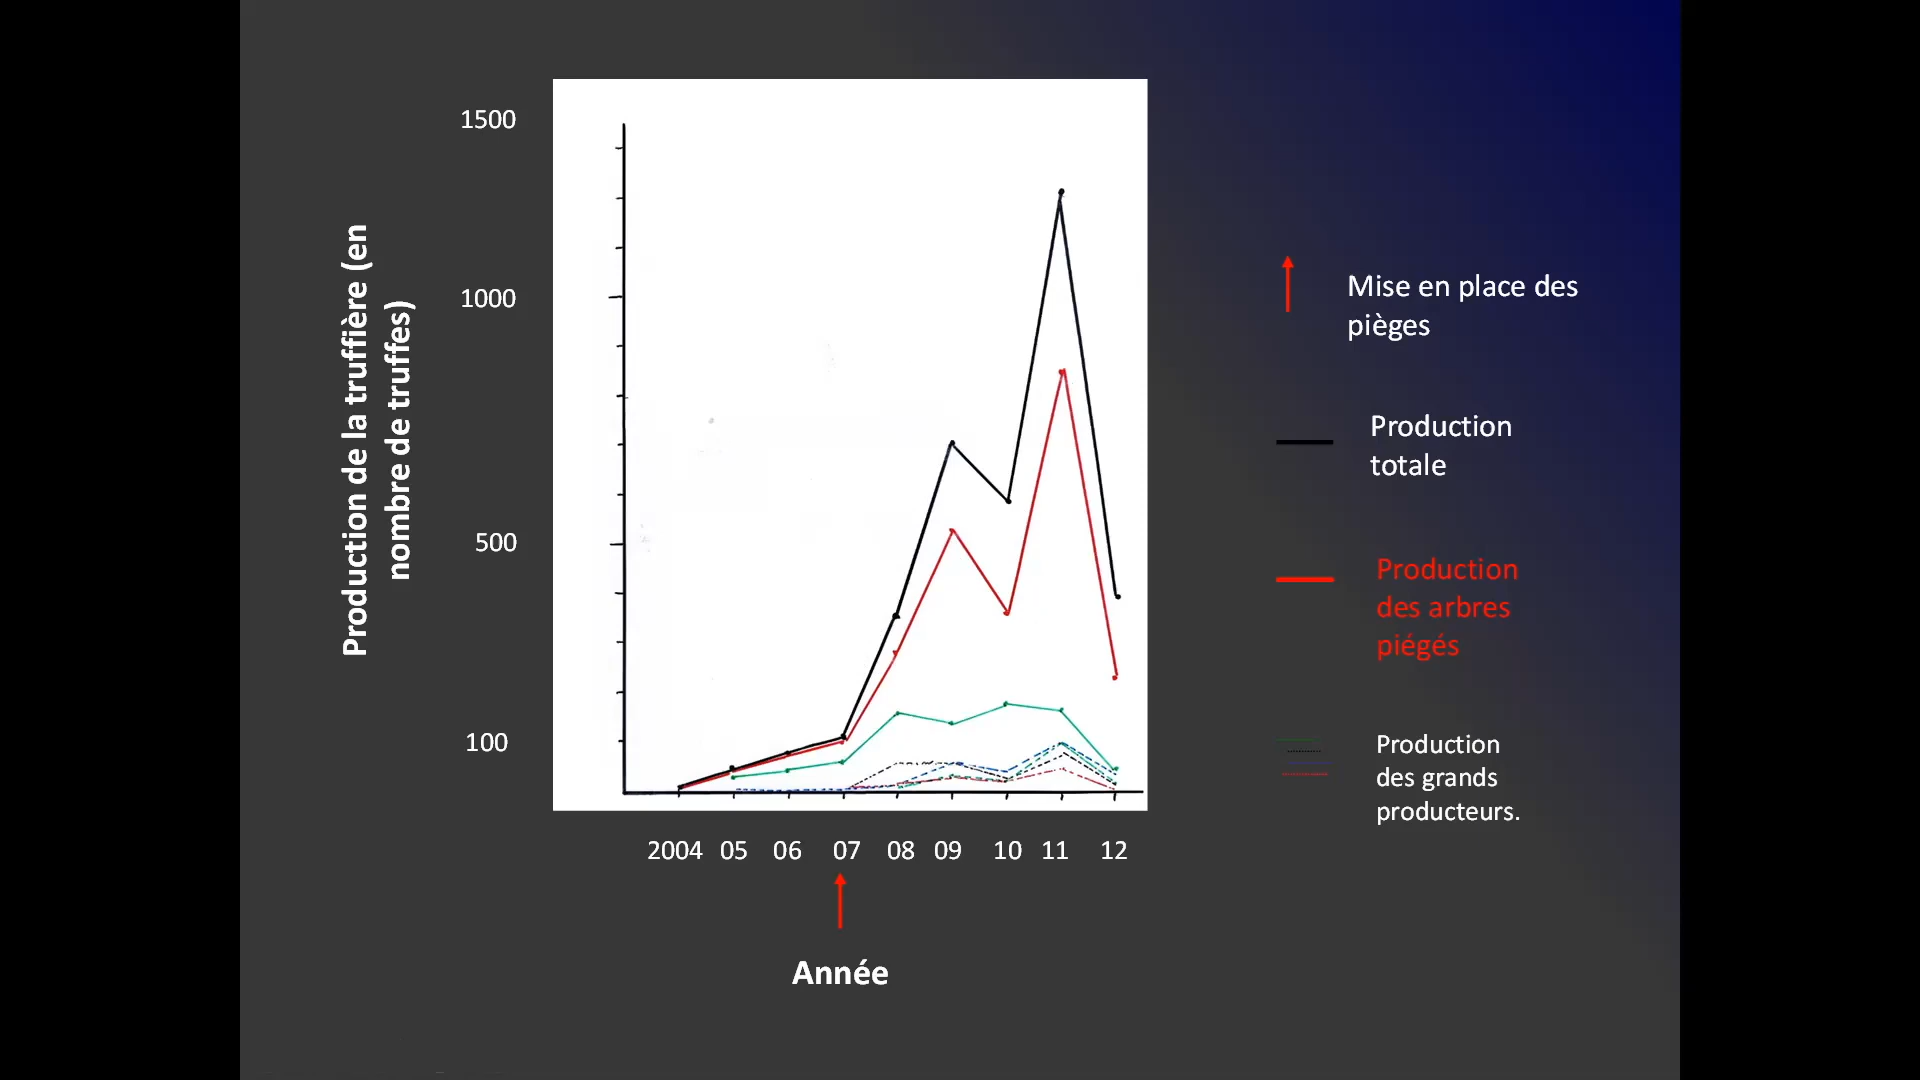 Production de la truffière (en
nombre de truffes)
1500
1000
500
100
2004 05 06 07 08 09 10 11 12
Année
Mise en place des
pièges
Production
totale
Production
des arbres
piégés
Production
des grands
producteurs.